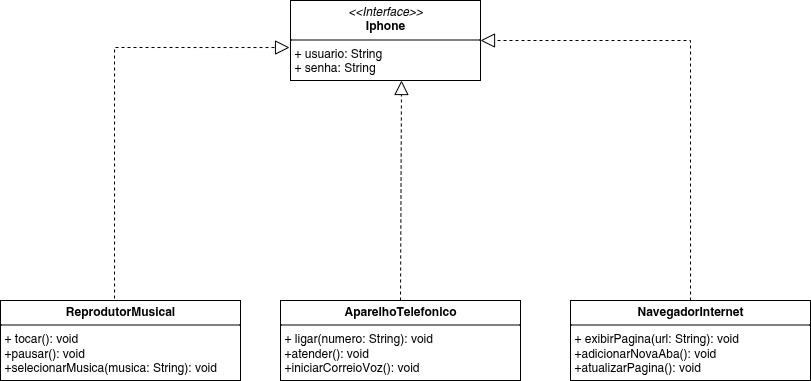 <<Interface>>
Iphone
+ usuario: String
+ senha: String
ReprodutorMusical
+ tocar(): void
+pausar(): void
+selecionarMusica(musica: String): void
AparelhoTelefonico
+ ligar(numero: String): void
+atender(): void
+iniciarCorreioVoz(): void
NavegadorInternet
+ exibirPagina(url: String): void
+adicionarNovaAba(): void
+atualizarPagina(): void